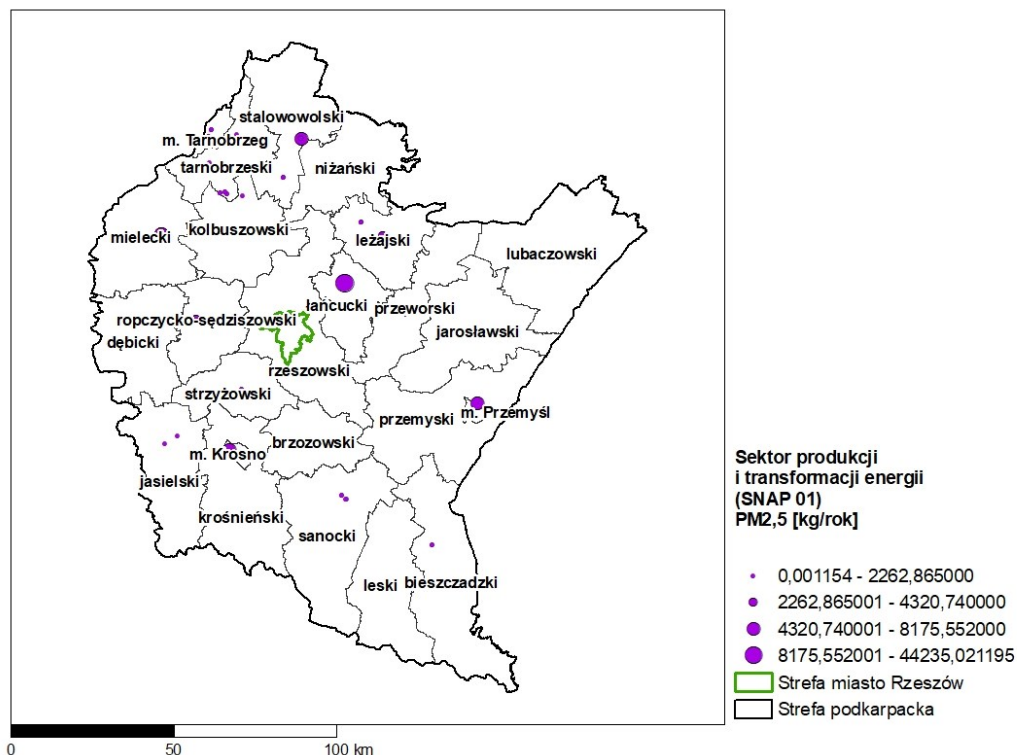 stalowowolski
m. Tarnobrzeg
tarnobrzeski
niżański
mielecki
kolbuszowski
leżajski
lubaczowski
łańcucki
przeworski
ropczycko-sędziszowski
jarosławski
dębicki
rzeszowski
strzyżowski
przemyski
m. Przemyśl
brzozowski
m. Krosno
jasielski
krośnieński
sanocki
leski
bieszczadzki
Sektor produkcji
i transformacji energii
(SNAP 01)
PM2,5 [kg/rok]
0,001154 - 2262,865000
2262,865001 - 4320,740000
4320,740001 - 8175,552000
8175,552001 - 44235,021195
Strefa miasto Rzeszów
Strefa podkarpacka
0 50 100 km